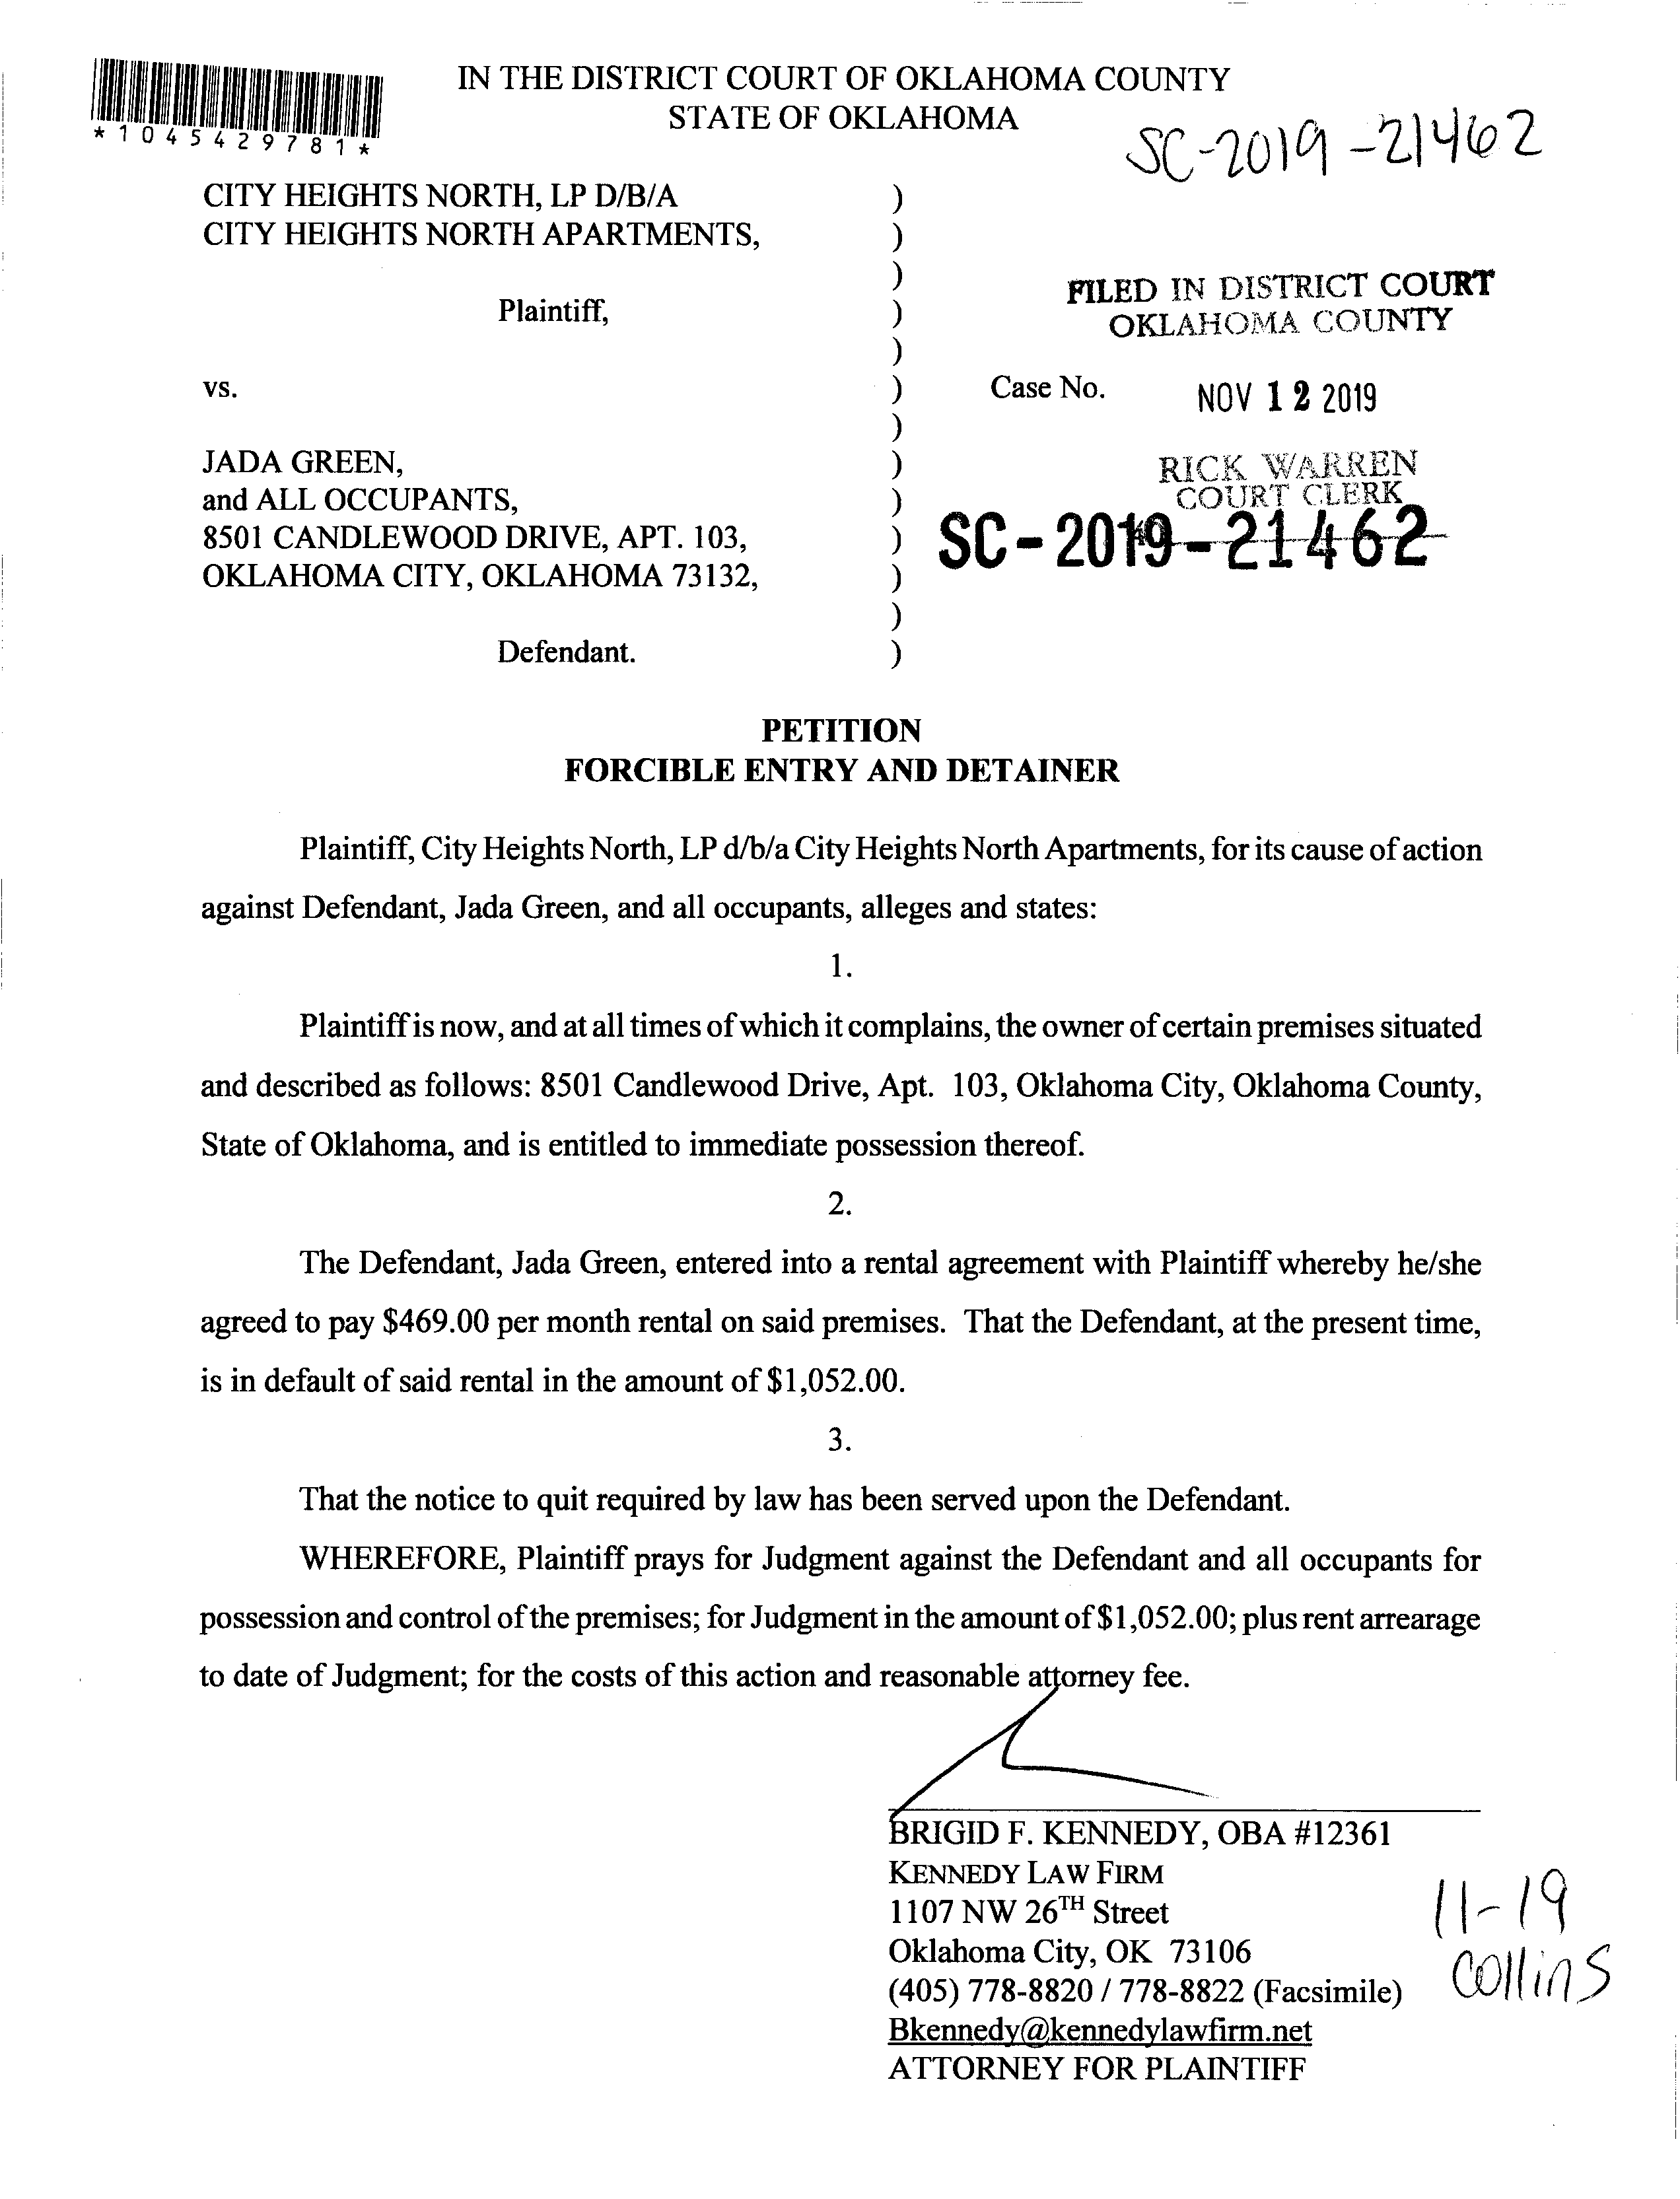 IN THE DISTRICT COURT OF OKLAHOMA COUNTY
STATE OF OKLAHOMA
*1045429781*
SC-2019-21462
CITY HEIGHTS NORTH, LP D/B/A )
CITY HEIGHTS NORTH APARTMENTS, )
)
FILED IN DISTRICT COURT
Plaintiff, )
OKLAHOMA COUNTY
)
vs. ) Case No. NOV 12 2019
)
JADA GREEN, ) RICK WARREN
and ALL OCCUPANTS, ) COURT CLERK
8501 CANDLEWOOD DRIVE, APT. 103, ) SC-2019-21462
OKLAHOMA CITY, OKLAHOMA 73132, )
)
Defendant. )
PETITION
FORCIBLE ENTRY AND DETAINER
Plaintiff, City Heights North, LP d/b/a City Heights North Apartments, for its cause of action
against Defendant, Jada Green, and all occupants, alleges and states:
1.
Plaintiff is now, and at all times of which it complains, the owner of certain premises situated
and described as follows: 8501 Candlewood Drive, Apt. 103, Oklahoma City, Oklahoma County,
State of Oklahoma, and is entitled to immediate possession thereof.
2.
The Defendant, Jada Green, entered into a rental agreement with Plaintiff whereby he/she
agreed to pay $469.00 per month rental on said premises. That the Defendant, at the present time,
is in default of said rental in the amount of $1,052.00.
3.
That the notice to quit required by law has been served upon the Defendant.
WHEREFORE, Plaintiff prays for Judgment against the Defendant and all occupants for
possession and control of the premises; for Judgment in the amount of $1,052.00; plus rent arrearage
to date of Judgment; for the costs of this action and reasonable attorney fee.
BRIGID F. KENNEDY, OBA #12361
KENNEDY LAW FIRM
1107 NW 26TH Street
Oklahoma City, OK 73106
(405) 778-8820 / 778-8822 (Facsimile)
Bkennedy@kennedylawfirm.net
ATTORNEY FOR PLAINTIFF
11-19
Collins